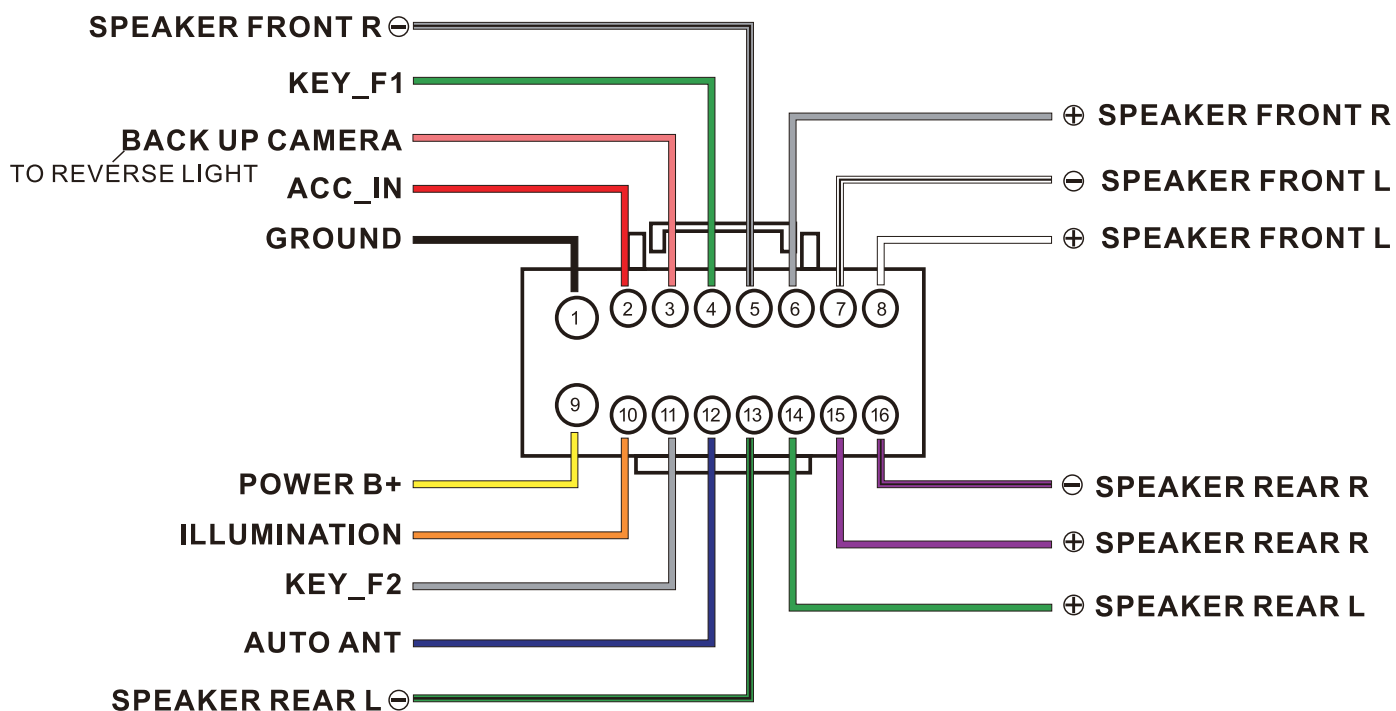 SPEAKER FRONT R ⊖
KEY_F1
BACK UP CAMERA
TO REVERSE LIGHT
ACC_IN
GROUND
⊕ SPEAKER FRONT R
⊖ SPEAKER FRONT L
⊕ SPEAKER FRONT L
1 2 3 4 5 6 7 8
9 10 11 12 13 14 15 16
POWER B+
ILLUMINATION
KEY_F2
AUTO ANT
SPEAKER REAR L ⊖
⊖ SPEAKER REAR R
⊕ SPEAKER REAR R
⊕ SPEAKER REAR L